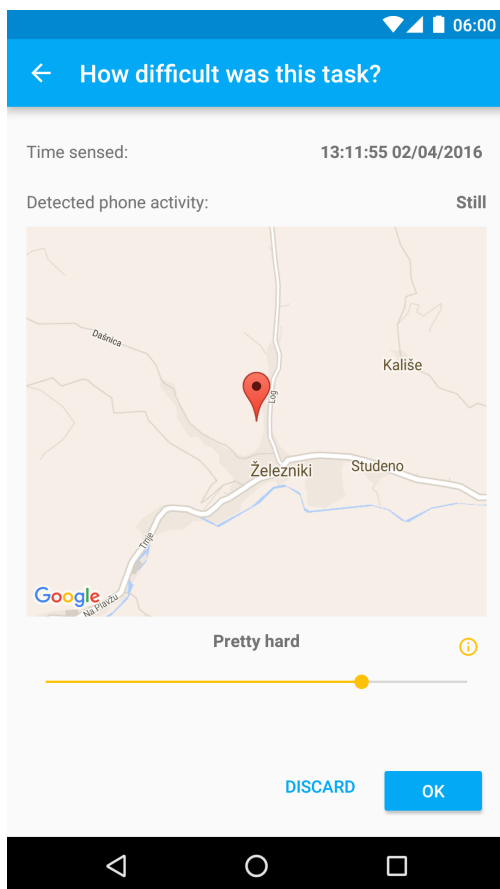 06:00
How difficult was this task?
Time sensed: 13:11:55 02/04/2016
Detected phone activity: Still
Dašnica
Kališe
Log
Železniki
Studeno
Trnje
Na Plavžu
Google
Pretty hard
DISCARD
OK